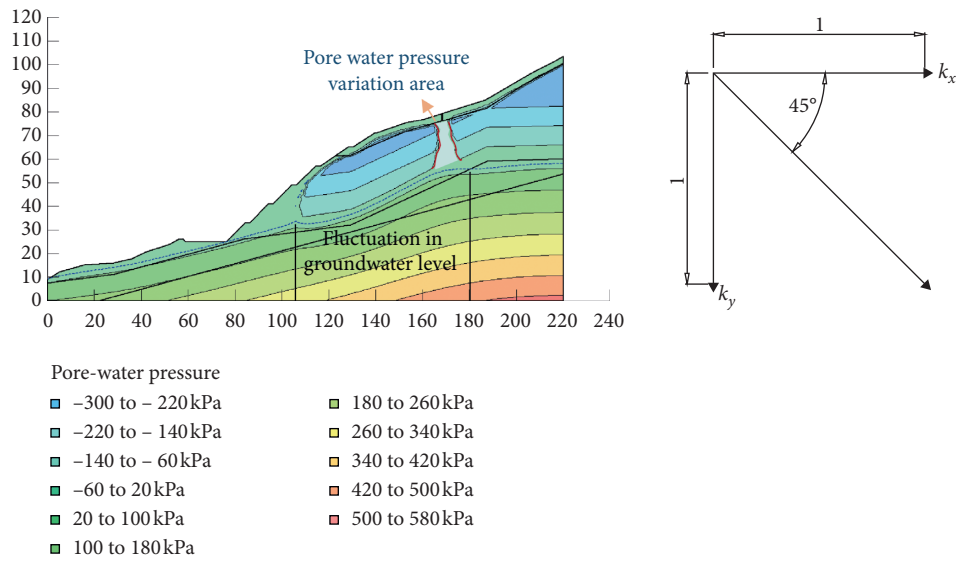 120
110
100
90
80
70
60
50
40
30
20
10
0
0 20 40 60 80 100 120 140 160 180 200 220 240
Pore water pressure
variation area
Fluctuation in
groundwater level
1
kx
45°
1
ky
Pore-water pressure
–300 to – 220 kPa
–220 to – 140 kPa
–140 to – 60 kPa
–60 to 20 kPa
20 to 100 kPa
100 to 180 kPa
180 to 260 kPa
260 to 340 kPa
340 to 420 kPa
420 to 500 kPa
500 to 580 kPa